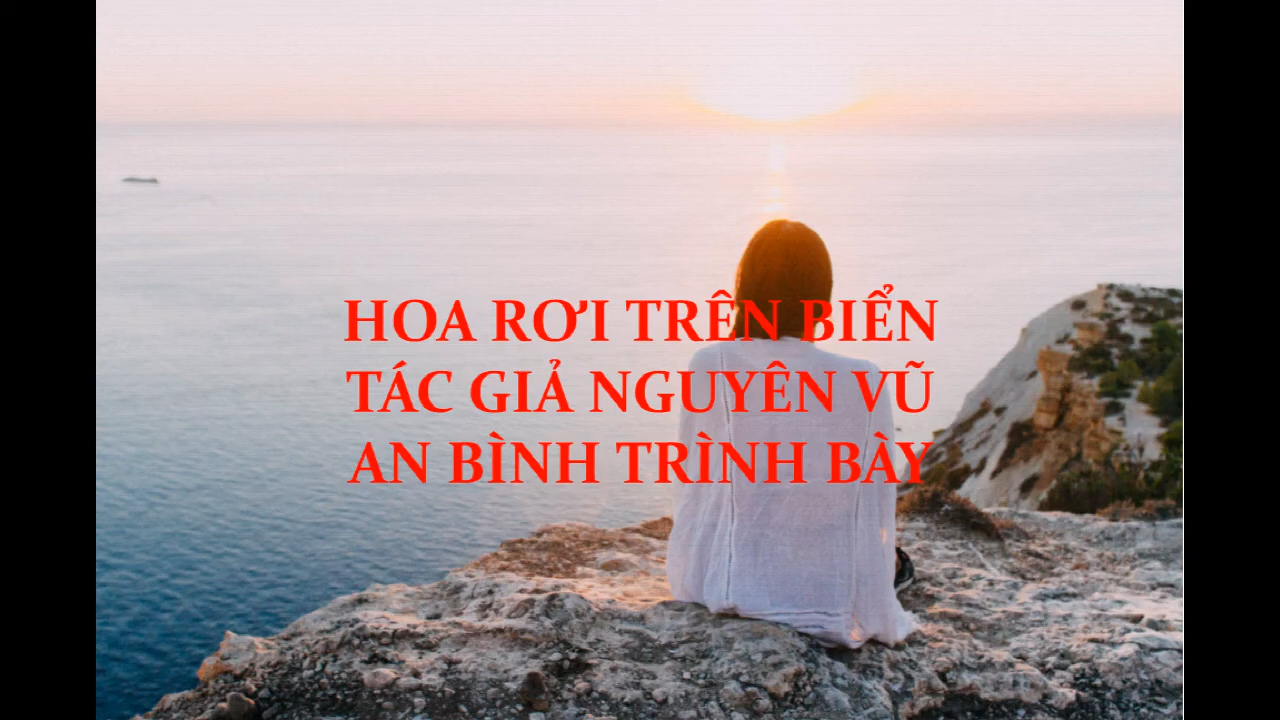 HOA RƠI TRÊN BIỂN
TÁC GIẢ NGUYÊN VŨ
AN BÌNH TRÌNH BÀY